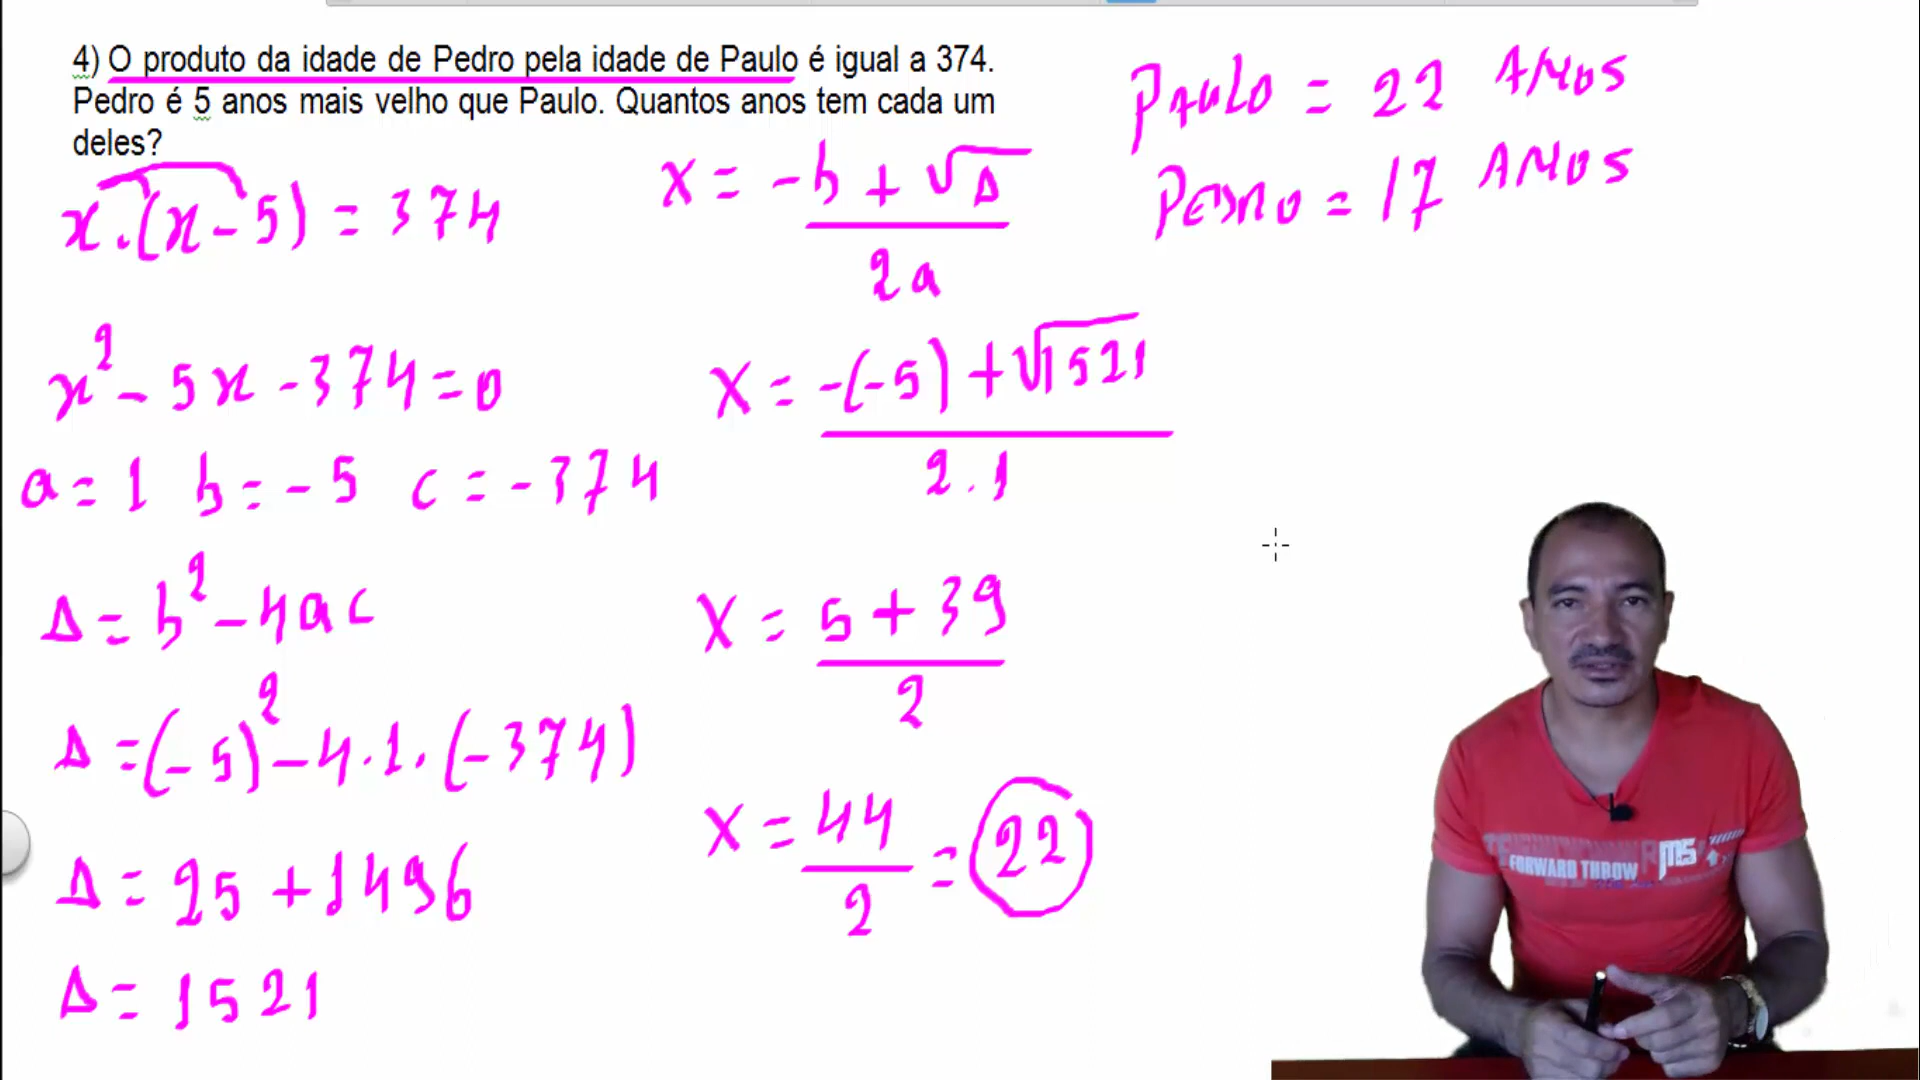 4) O produto da idade de Pedro pela idade de Paulo é igual a 374.
Pedro é 5 anos mais velho que Paulo. Quantos anos tem cada um
deles?
x.(x-5) = 374
x² - 5x - 374 = 0
a = 1 b = -5 c = -374
Δ = b² - 4ac
Δ = (-5)² - 4.1.(-374)
Δ = 25 + 1496
Δ = 1521
X = -b + √Δ
2a
X = -(-5) + √1521
2.1
X = 5 + 39
2
X = 44
2
= 22
PAULO = 22 ANOS
PEDRO = 17 ANOS
FORWARD THROW
RMS